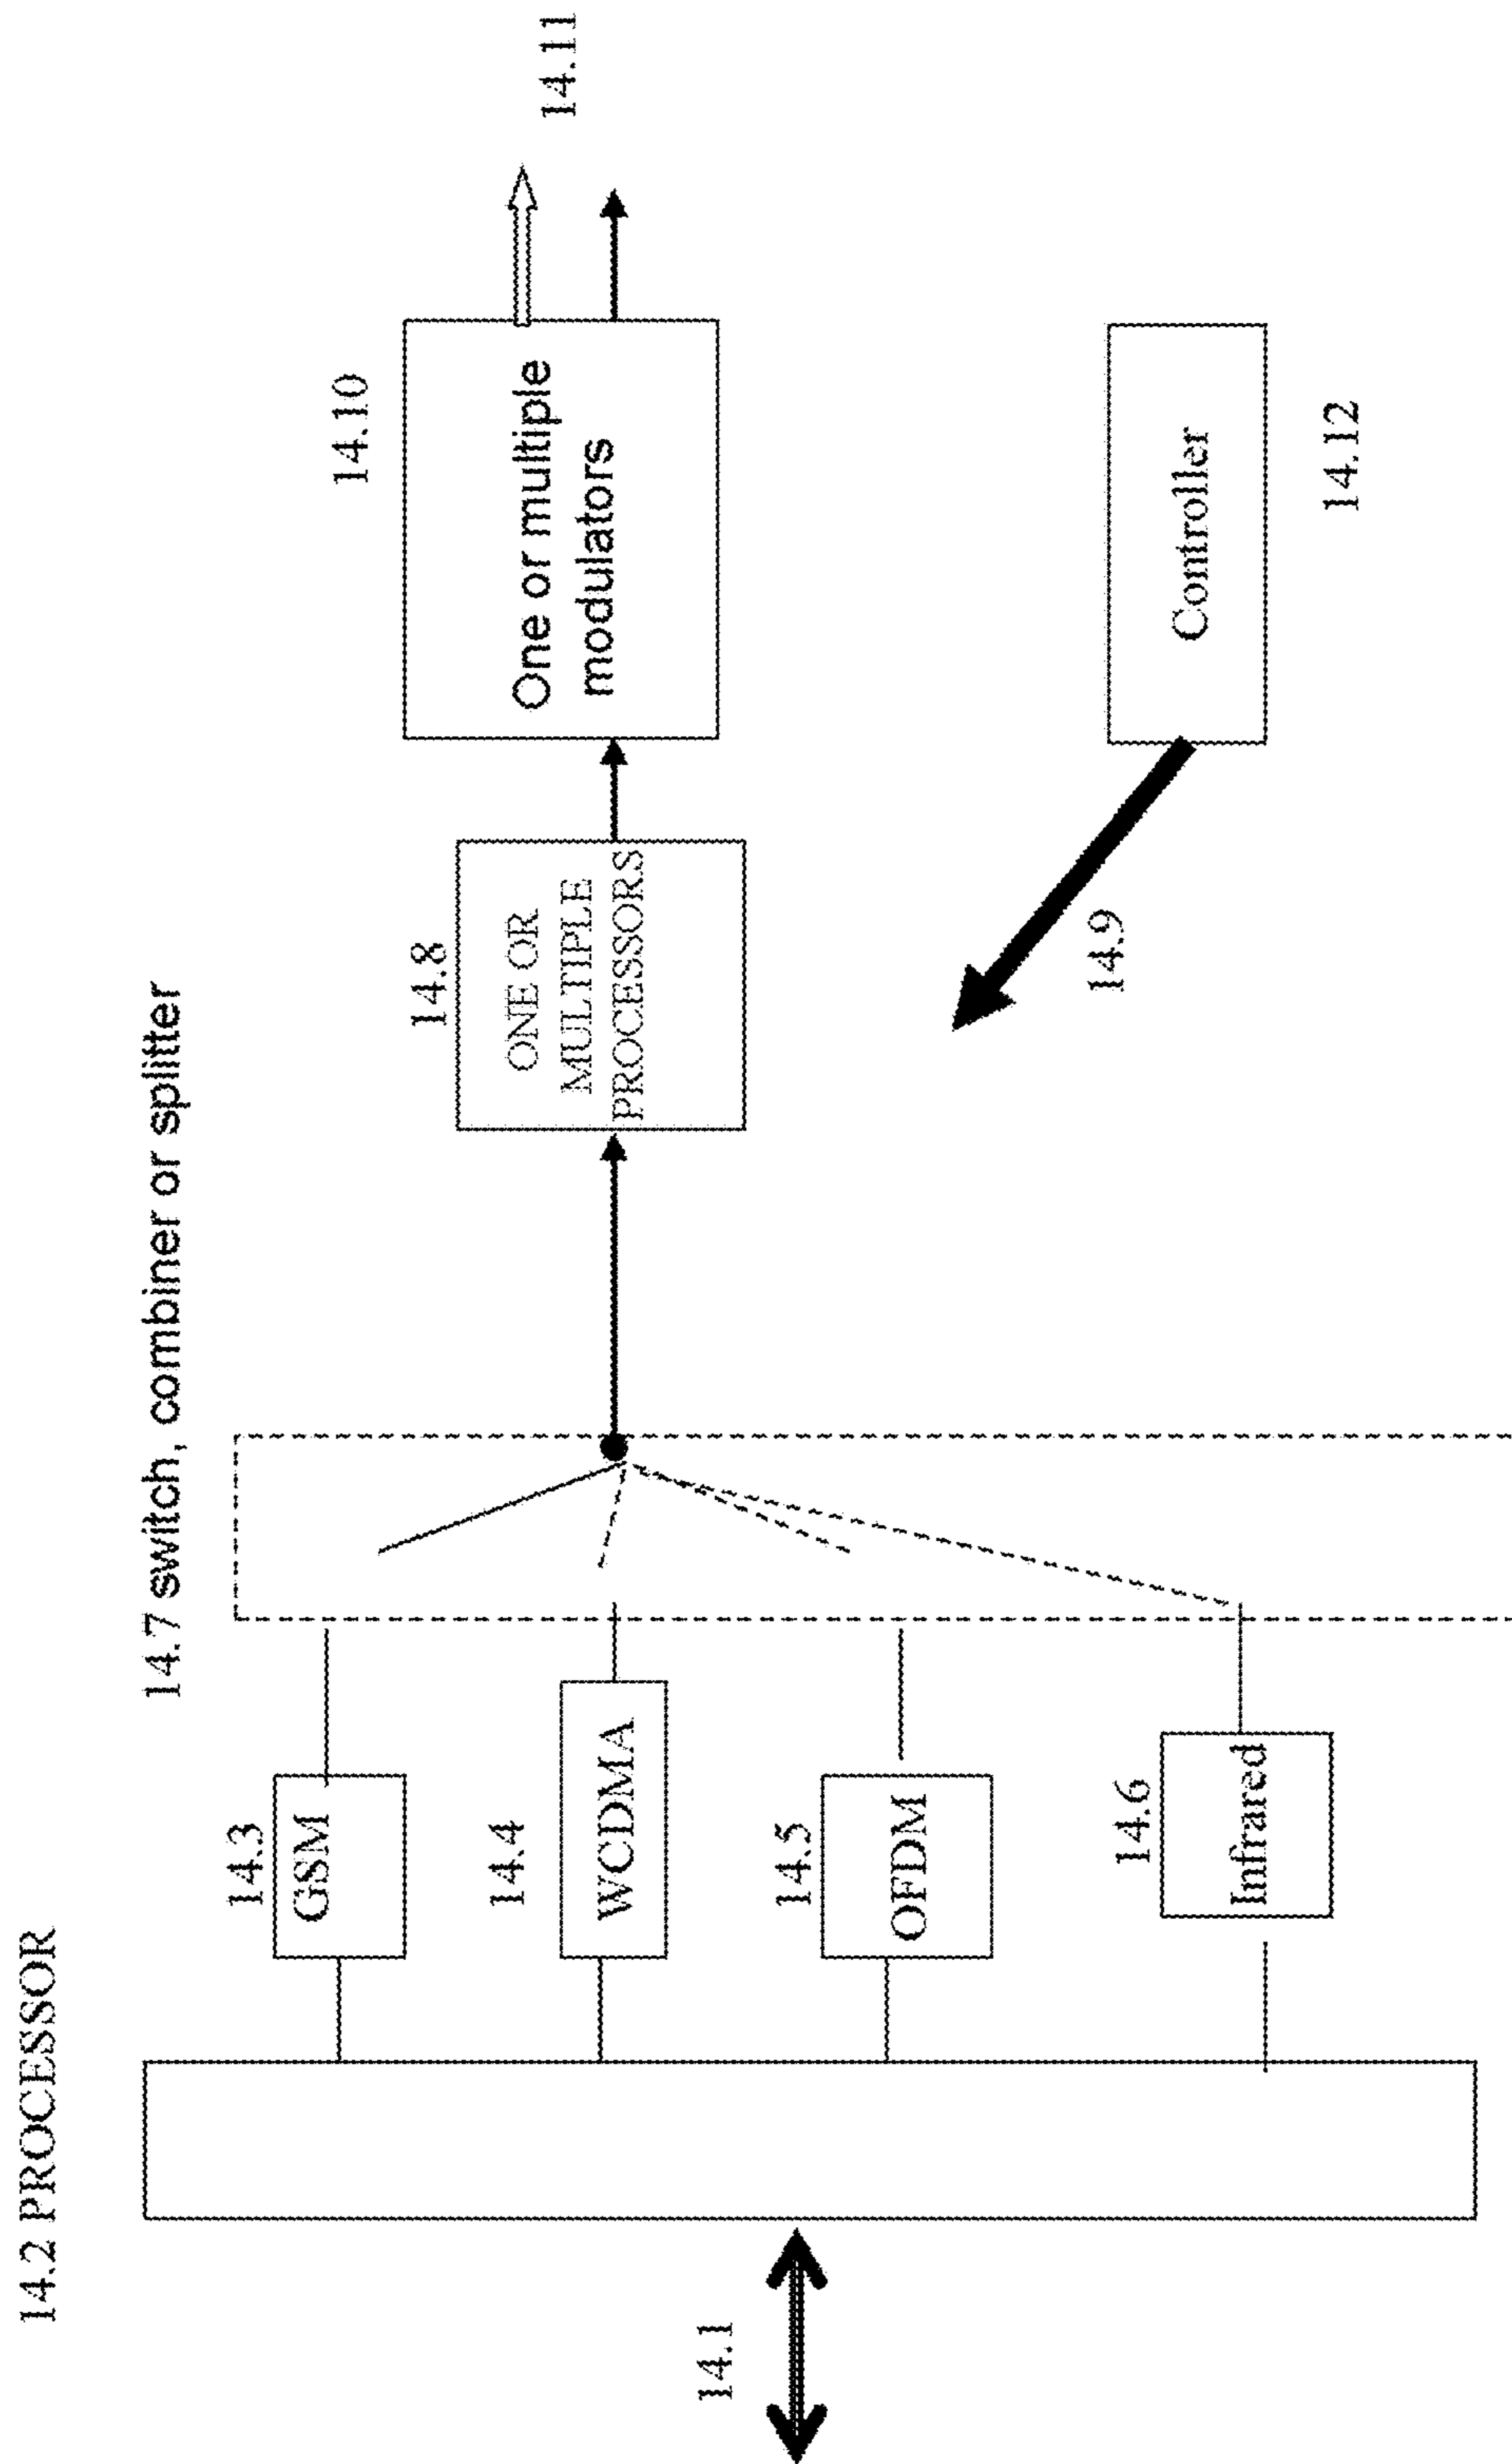 14.2 PROCESSOR
14.7 switch, combiner or splitter
14.1
14.3
GSM
14.4
WCDMA
14.5
OFDM
14.6
Infrared
14.8
ONE OR
MULTIPLE
PROCESSORS
14.10
One or multiple
modulators
14.11
14.9
Controller
14.12